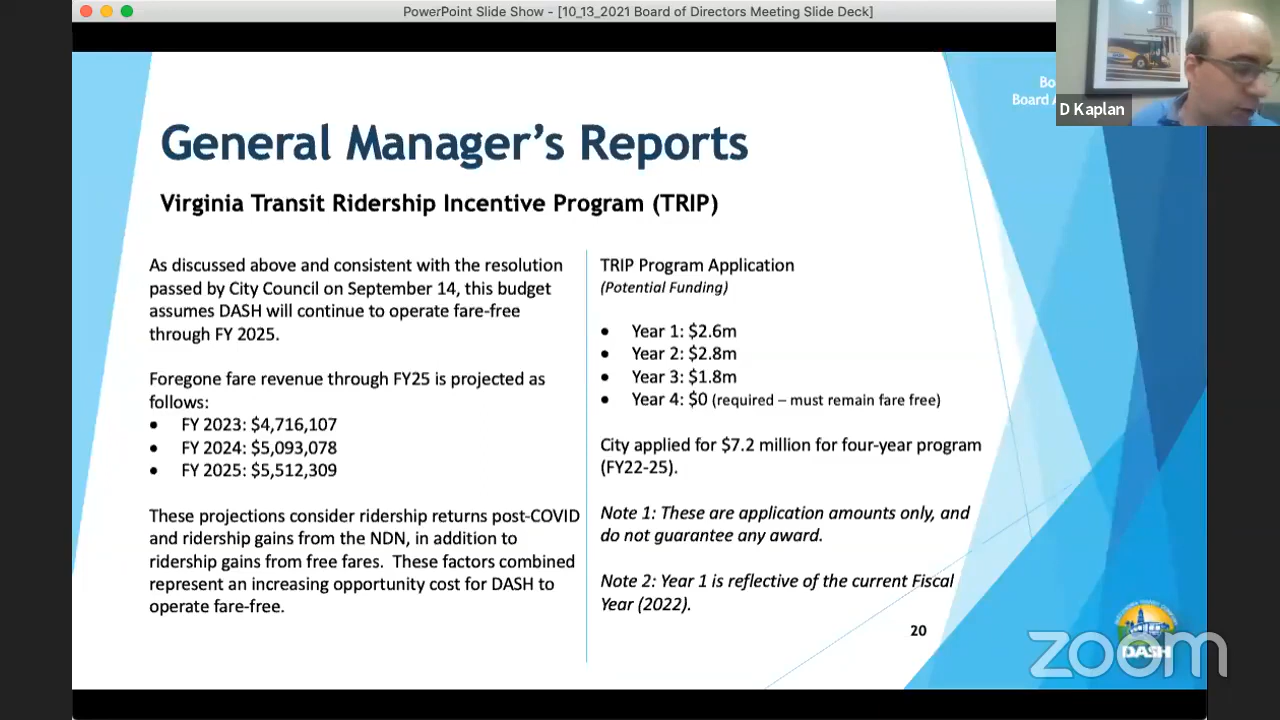 PowerPoint Slide Show - [10_13_2021 Board of Directors Meeting Slide Deck]
Bo
Board A
D Kaplan
General Manager's Reports
Virginia Transit Ridership Incentive Program (TRIP)
As discussed above and consistent with the resolution
passed by City Council on September 14, this budget
assumes DASH will continue to operate fare-free
through FY 2025.
Foregone fare revenue through FY25 is projected as
follows:
• FY 2023: $4,716,107
• FY 2024: $5,093,078
• FY 2025: $5,512,309
These projections consider ridership returns post-COVID
and ridership gains from the NDN, in addition to
ridership gains from free fares. These factors combined
represent an increasing opportunity cost for DASH to
operate fare-free.
TRIP Program Application
(Potential Funding)
• Year 1: $2.6m
• Year 2: $2.8m
• Year 3: $1.8m
• Year 4: $0 (required – must remain fare free)
City applied for $7.2 million for four-year program
(FY22-25).
Note 1: These are application amounts only, and
do not guarantee any award.
Note 2: Year 1 is reflective of the current Fiscal
Year (2022).
20
DASH
zoom